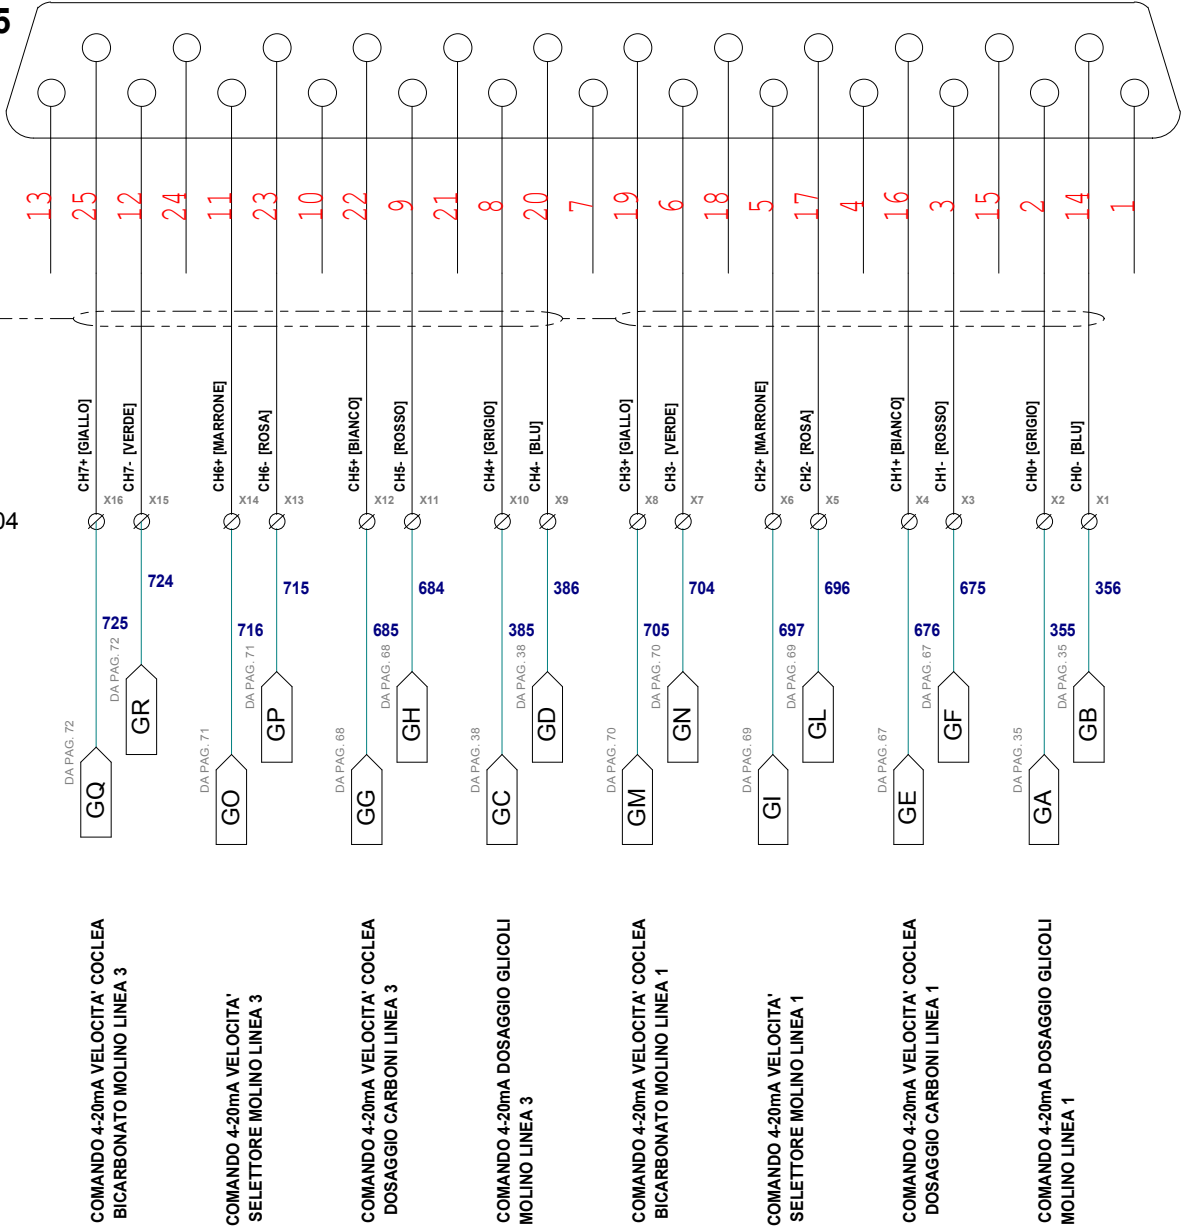 5
13
25
12
24
11
23
10
22
9
21
8
20
7
19
6
18
5
17
4
16
3
15
2
14
1
CH7+ [GIALLO]
CH7- [VERDE]
CH6+ [MARRONE]
CH6- [ROSA]
CH5+ [BIANCO]
CH5- [ROSSO]
CH4+ [GRIGIO]
CH4- [BLU]
CH3+ [GIALLO]
CH3- [VERDE]
CH2+ [MARRONE]
CH2- [ROSA]
CH1+ [BIANCO]
CH1- [ROSSO]
CH0+ [GRIGIO]
CH0- [BLU]
X16
X15
X14
X13
X12
X11
X10
X9
X8
X7
X6
X5
X4
X3
X2
X1
04
725
724
716
715
685
684
385
386
705
704
697
696
676
675
355
356
DA PAG. 72
DA PAG. 72
DA PAG. 71
DA PAG. 71
DA PAG. 68
DA PAG. 68
DA PAG. 38
DA PAG. 38
DA PAG. 70
DA PAG. 70
DA PAG. 69
DA PAG. 69
DA PAG. 67
DA PAG. 67
DA PAG. 35
DA PAG. 35
GQ
GR
GO
GP
GG
GH
GC
GD
GM
GN
GI
GL
GE
GF
GA
GB
COMANDO 4-20mA VELOCITA' COCLEA
BICARBONATO MOLINO LINEA 3
COMANDO 4-20mA VELOCITA'
SELETTORE MOLINO LINEA 3
COMANDO 4-20mA VELOCITA' COCLEA
DOSAGGIO CARBONI LINEA 3
COMANDO 4-20mA DOSAGGIO GLICOLI
MOLINO LINEA 3
COMANDO 4-20mA VELOCITA' COCLEA
BICARBONATO MOLINO LINEA 1
COMANDO 4-20mA VELOCITA'
SELETTORE MOLINO LINEA 1
COMANDO 4-20mA VELOCITA' COCLEA
DOSAGGIO CARBONI LINEA 1
COMANDO 4-20mA DOSAGGIO GLICOLI
MOLINO LINEA 1